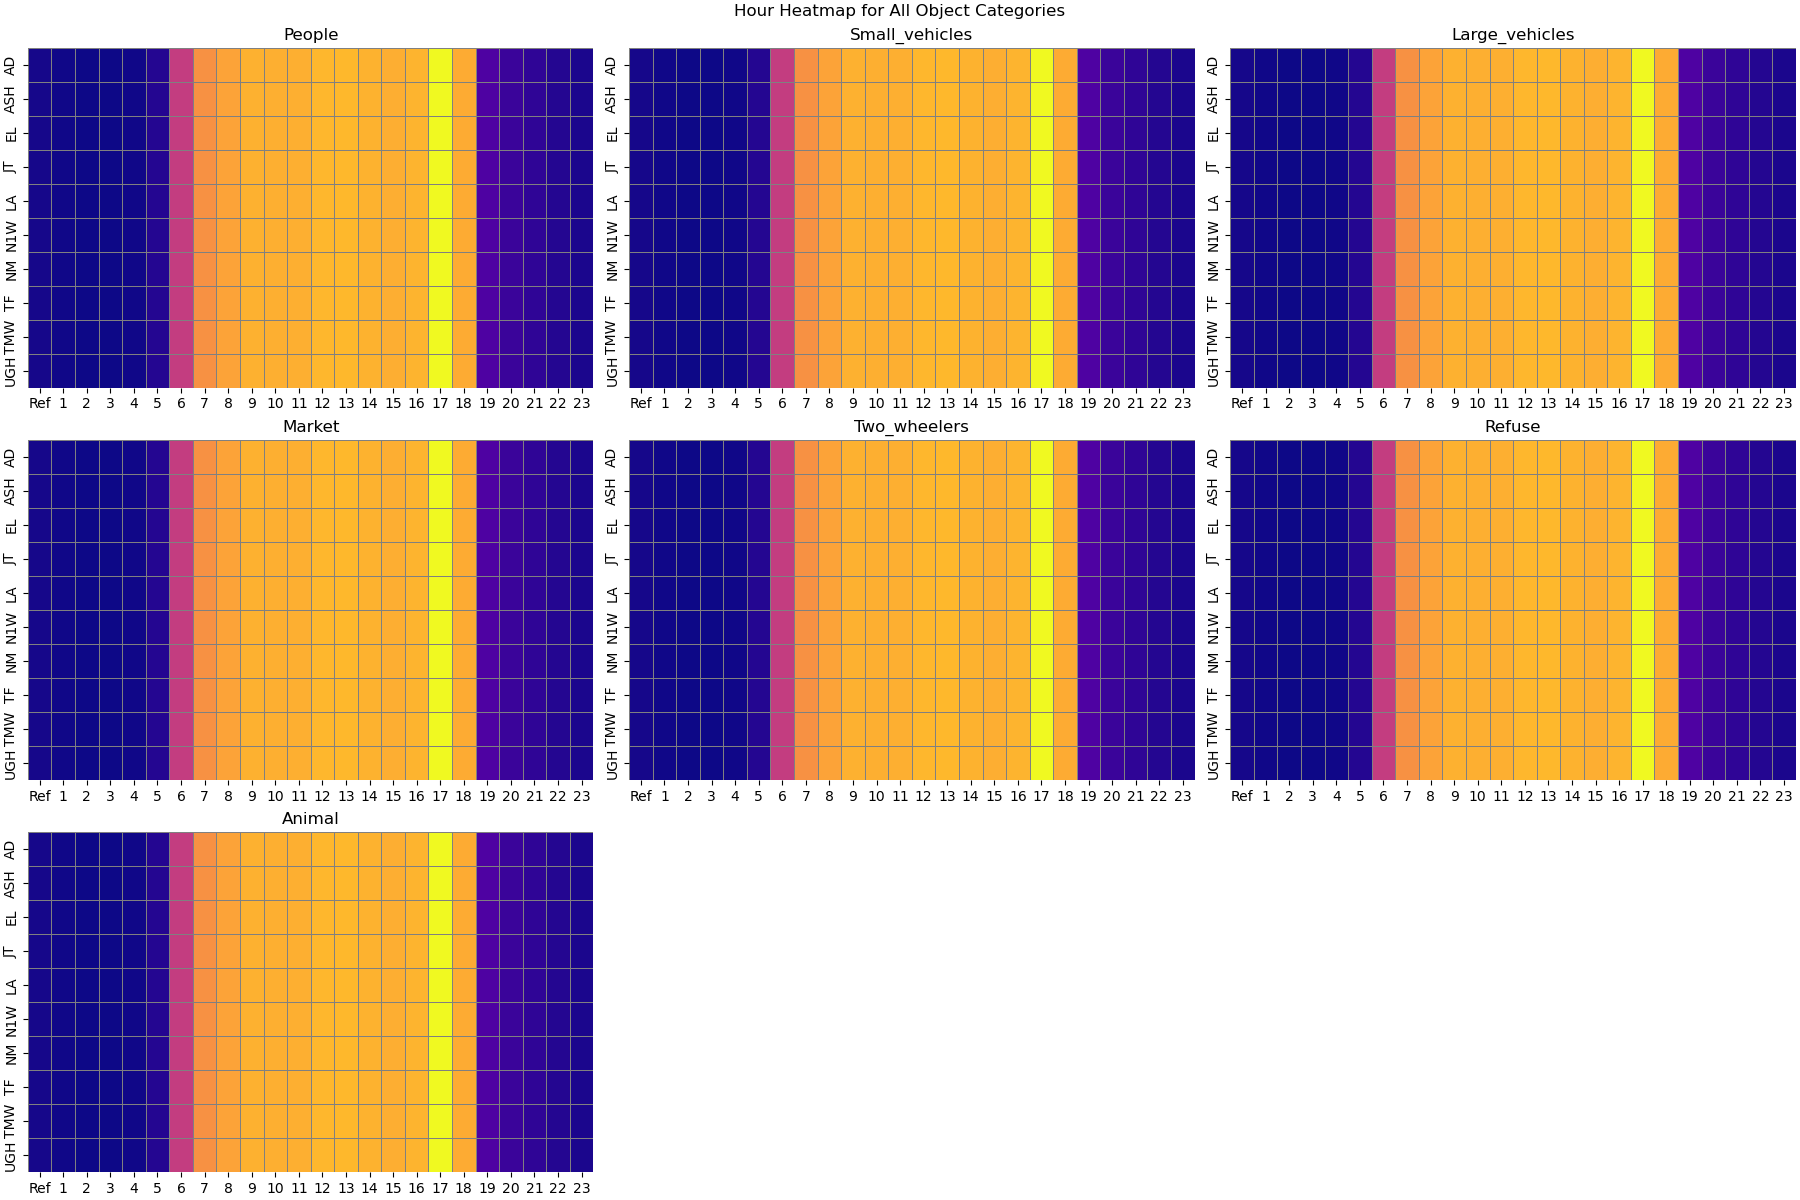 Hour Heatmap for All Object Categories
People
AD
ASH
EL
JT
LA
N1W
NM
TF
TMW
UGH
Ref 1 2 3 4 5 6 7 8 9 10 11 12 13 14 15 16 17 18 19 20 21 22 23
Small_vehicles
AD
ASH
EL
JT
LA
N1W
NM
TF
TMW
UGH
Ref 1 2 3 4 5 6 7 8 9 10 11 12 13 14 15 16 17 18 19 20 21 22 23
Large_vehicles
AD
ASH
EL
JT
LA
N1W
NM
TF
TMW
UGH
Ref 1 2 3 4 5 6 7 8 9 10 11 12 13 14 15 16 17 18 19 20 21 22 23
Market
AD
ASH
EL
JT
LA
N1W
NM
TF
TMW
UGH
Ref 1 2 3 4 5 6 7 8 9 10 11 12 13 14 15 16 17 18 19 20 21 22 23
Two_wheelers
AD
ASH
EL
JT
LA
N1W
NM
TF
TMW
UGH
Ref 1 2 3 4 5 6 7 8 9 10 11 12 13 14 15 16 17 18 19 20 21 22 23
Refuse
AD
ASH
EL
JT
LA
N1W
NM
TF
TMW
UGH
Ref 1 2 3 4 5 6 7 8 9 10 11 12 13 14 15 16 17 18 19 20 21 22 23
Animal
AD
ASH
EL
JT
LA
N1W
NM
TF
TMW
UGH
Ref 1 2 3 4 5 6 7 8 9 10 11 12 13 14 15 16 17 18 19 20 21 22 23